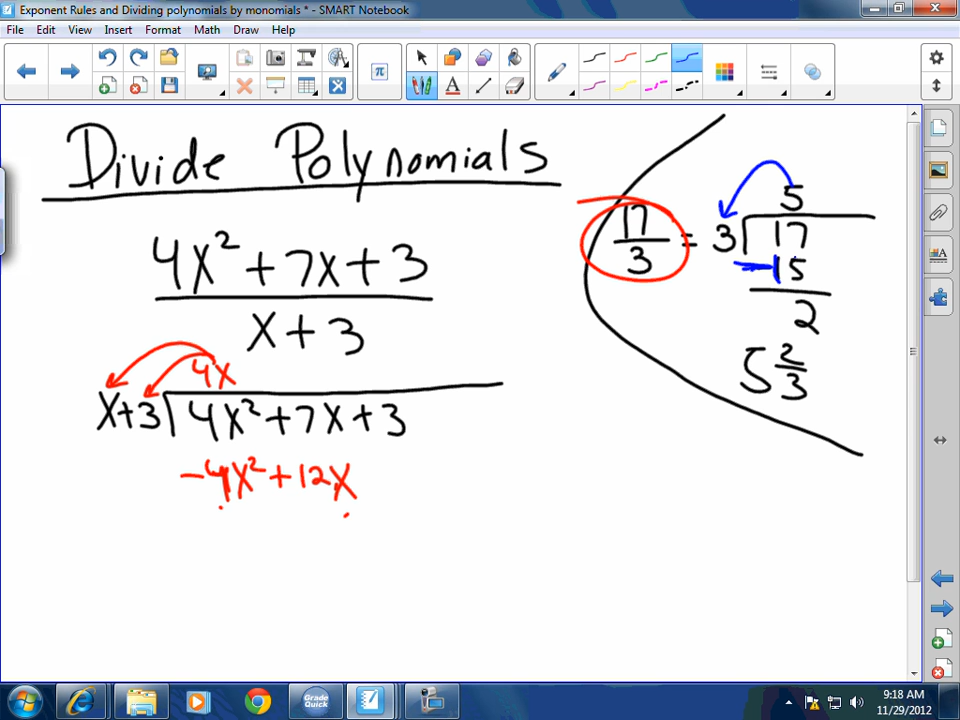 Exponent Rules and Dividing polynomials by monomials * - SMART Notebook
File Edit View Insert Format Math Draw Help
π
A
Divide Polynomials
4x² + 7x + 3
x + 3
4x
x+3 4x² + 7x + 3
-4x² + 12x
17
3
=
5
3 17
-15
2
5 2/3
Grade Quick
9:18 AM
11/29/2012